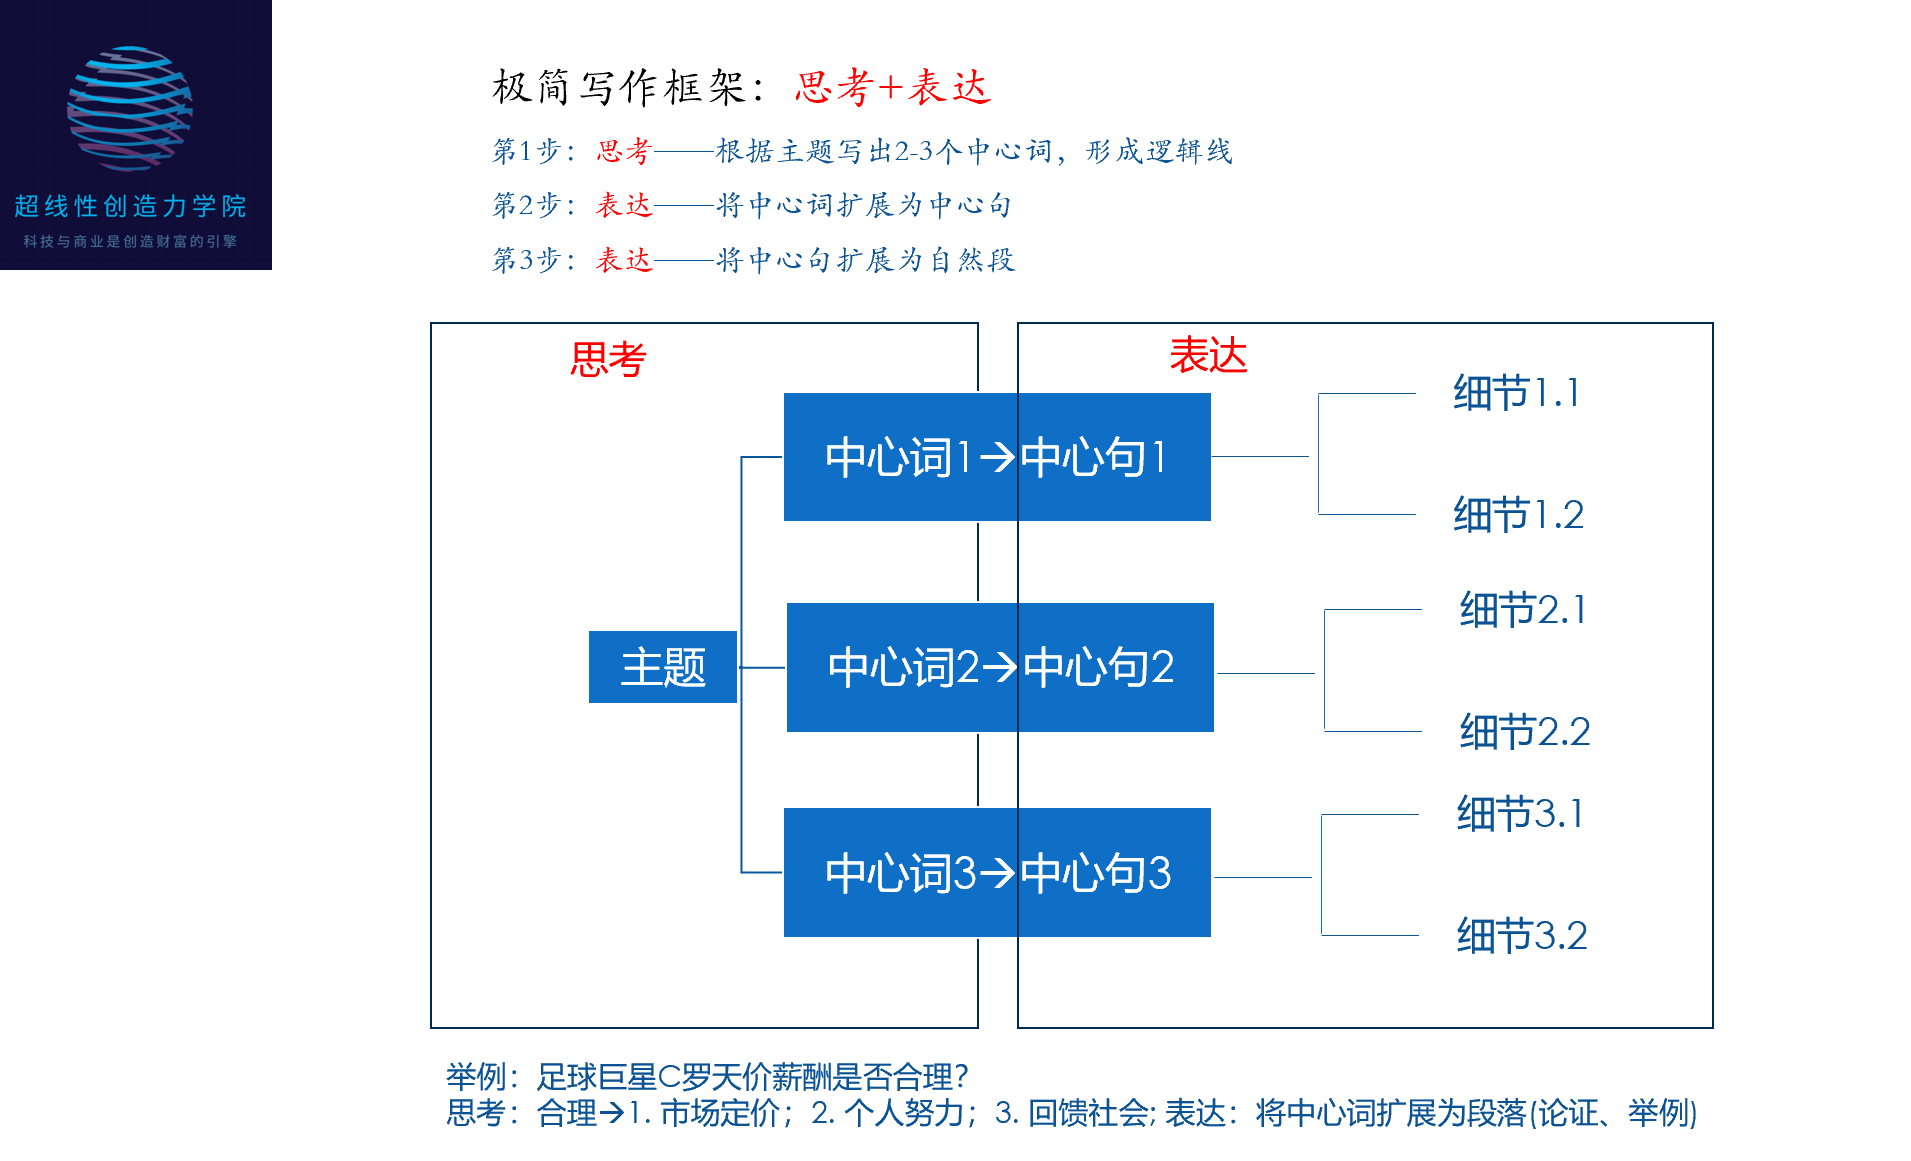 超线性创造力学院
科技与商业是创造财富的引擎
极简写作框架：思考+表达
第1步：思考——根据主题写出2-3个中心词，形成逻辑线
第2步：表达——将中心词扩展为中心句
第3步：表达——将中心句扩展为自然段
思考
表达
主题
中心词1→中心句1
细节1.1
细节1.2
中心词2→中心句2
细节2.1
细节2.2
中心词3→中心句3
细节3.1
细节3.2
举例：足球巨星C罗天价薪酬是否合理？
思考：合理→1. 市场定价；2. 个人努力；3. 回馈社会; 表达：将中心词扩展为段落(论证、举例)